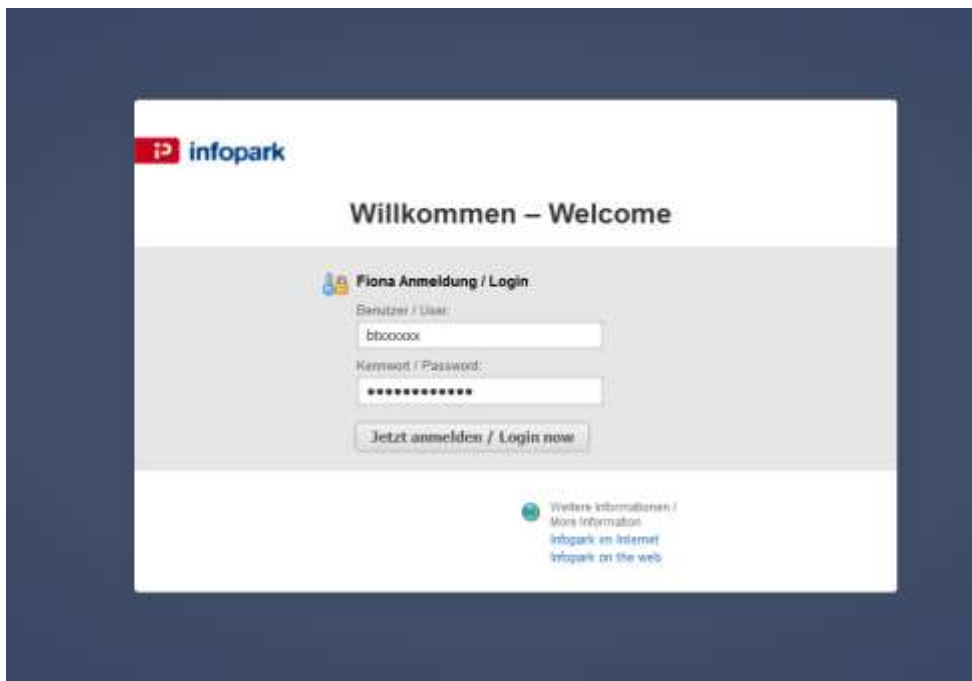 infopark
Willkommen – Welcome
Fiona Anmeldung / Login
Benutzer / User:
btxxxxxx
Kennwort / Password:
••••••••••••
Jetzt anmelden / Login now
Weitere Informationen /
More Information
Infopark im Internet
Infopark on the web